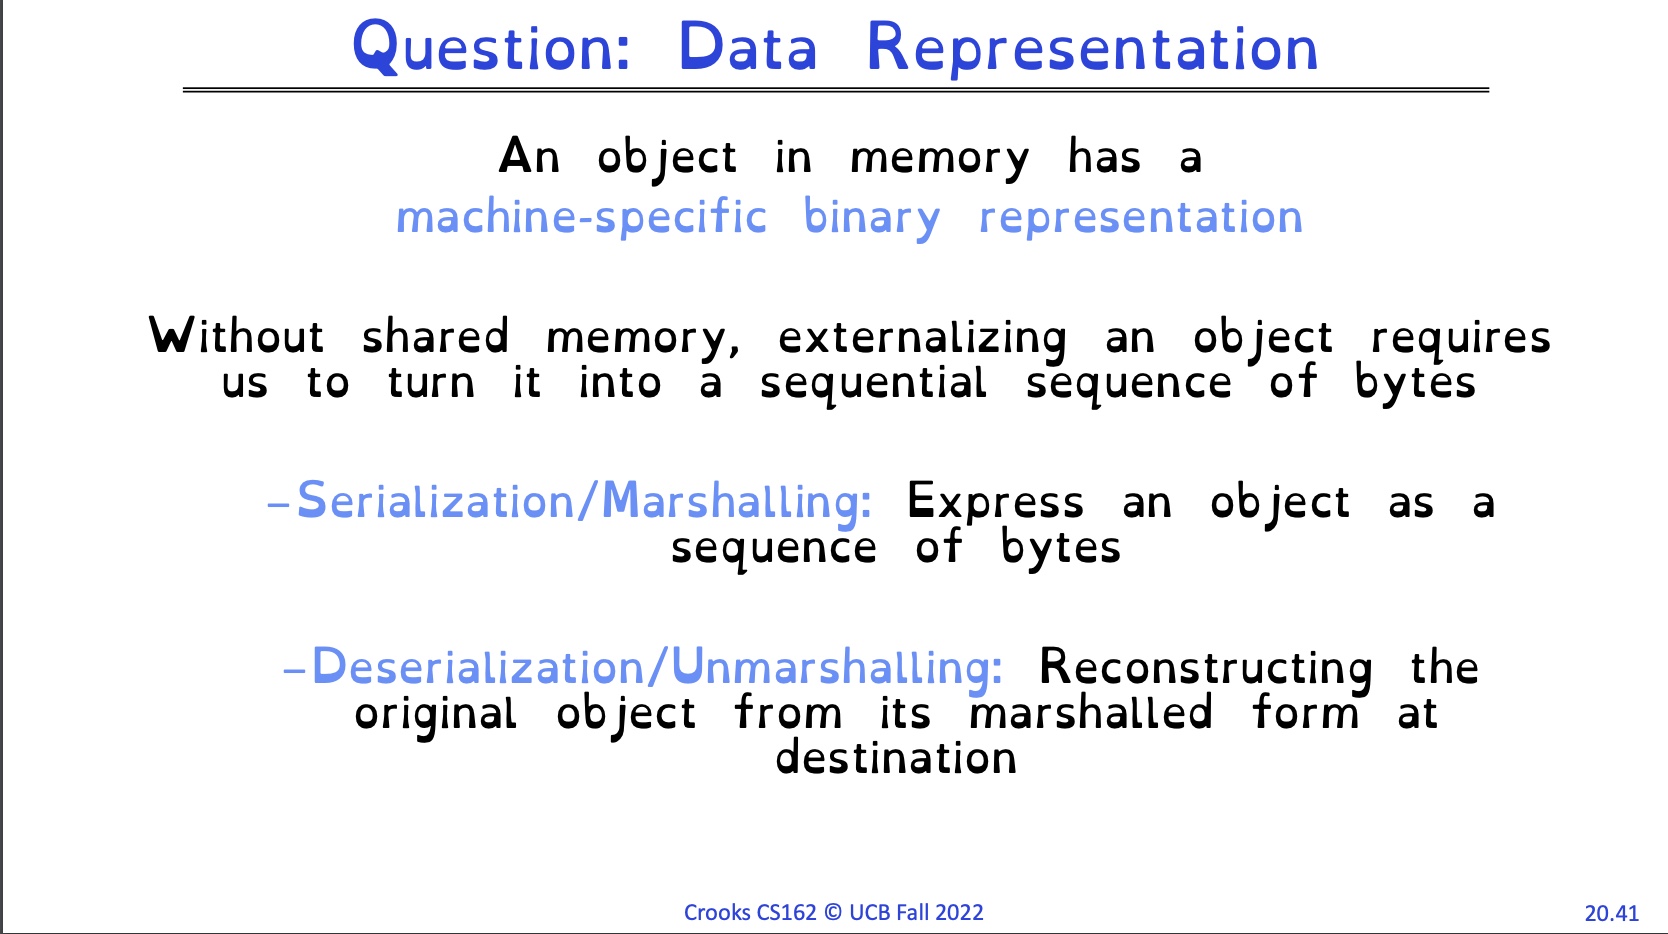 Question: Data Representation
An object in memory has a
machine-specific binary representation
Without shared memory, externalizing an object requires
us to turn it into a sequential sequence of bytes
–Serialization/Marshalling: Express an object as a
sequence of bytes
–Deserialization/Unmarshalling: Reconstructing the
original object from its marshalled form at
destination
Crooks CS162 © UCB Fall 2022
20.41